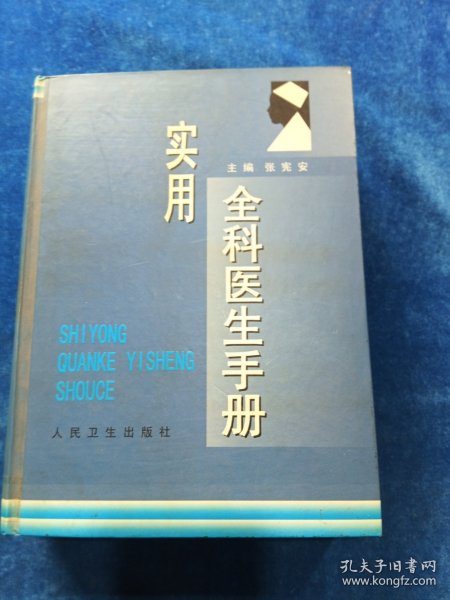 实用
主编 张宪安
全科医生手册
SHIYONG
QUANKE YISHENG
SHOUCE
人民卫生出版社
孔夫子旧书网
www.kongfz.com